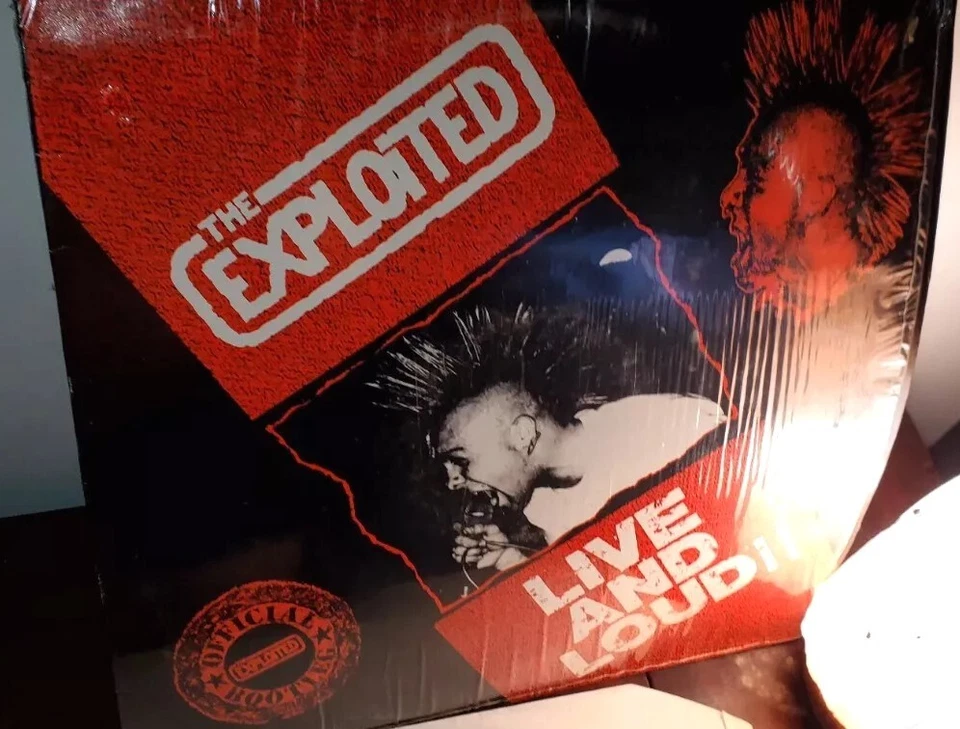 THE
EXPLOITED
LIVE
AND
LOUD!!
OFFICIAL
EXPLOITED
BOOTLEG